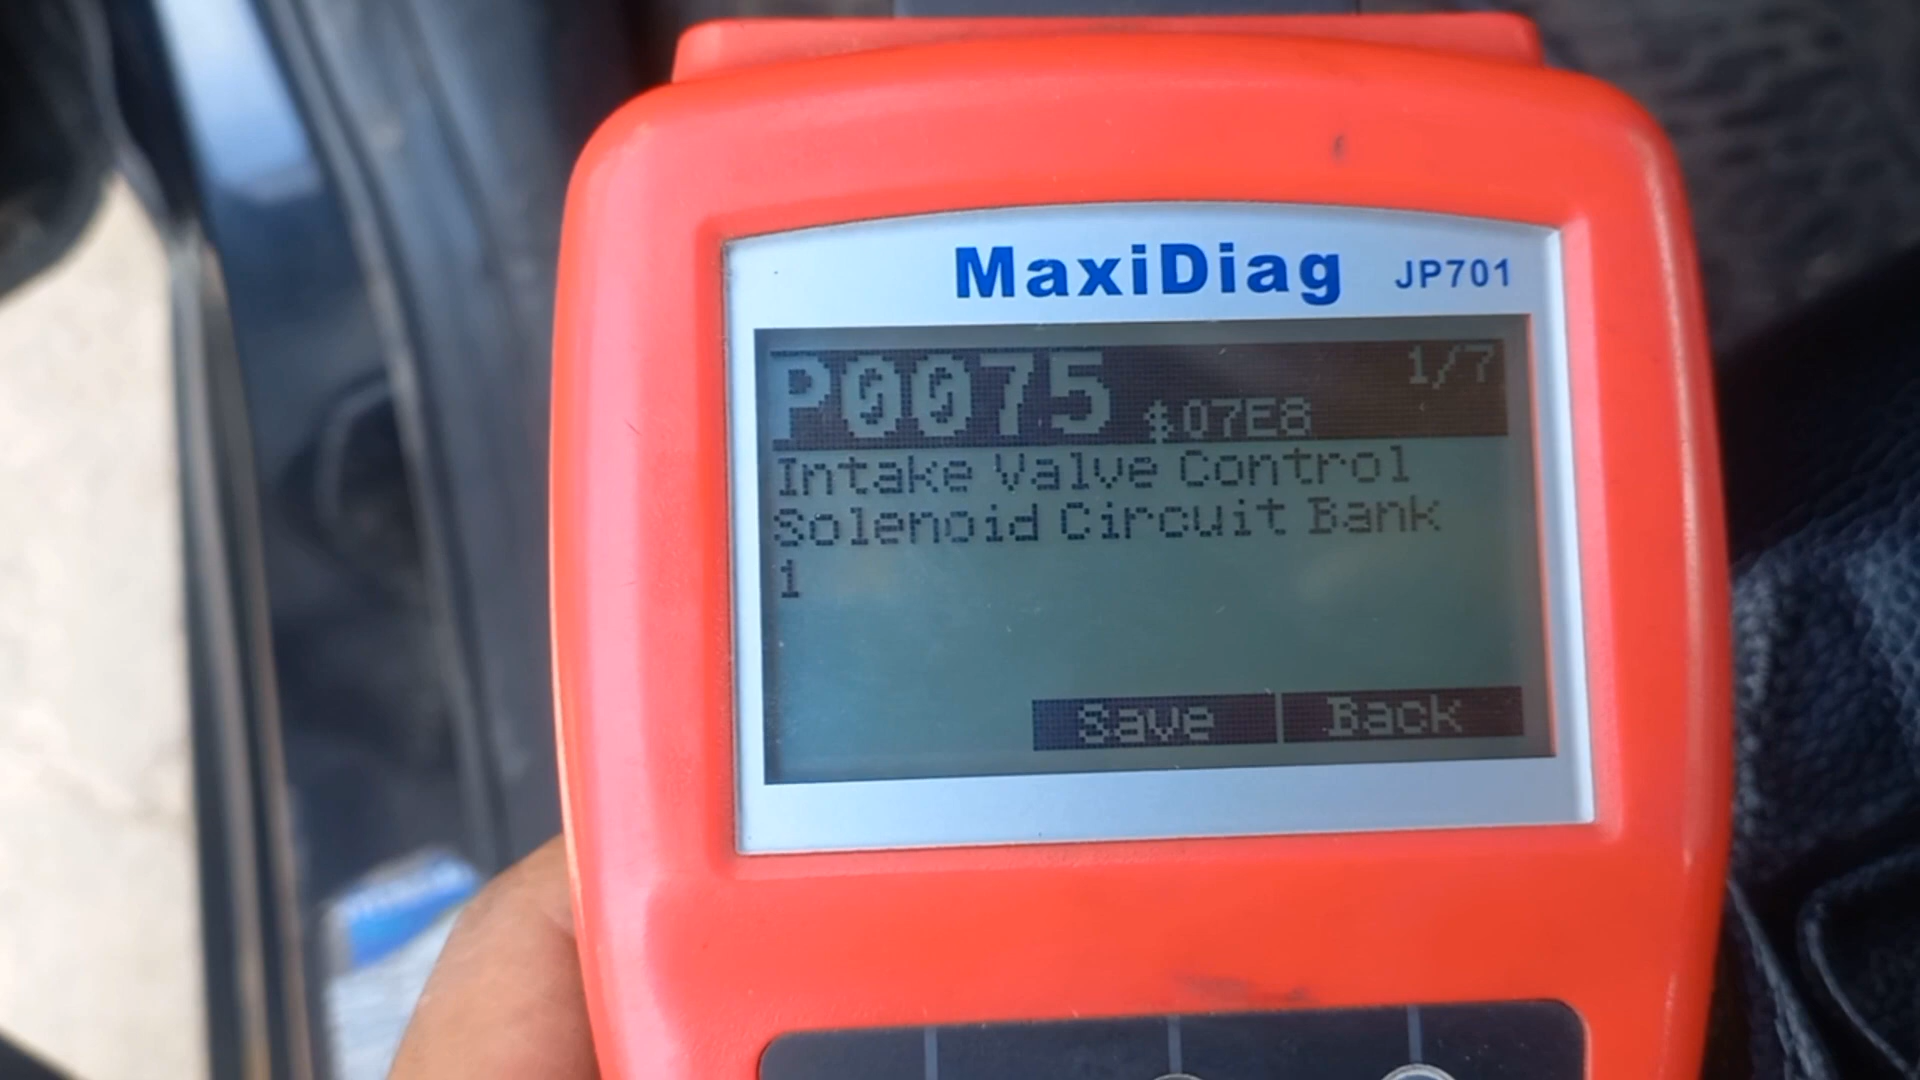 MaxiDiag JP701
P0075 $07E8 1/7
Intake Valve Control
Solenoid Circuit Bank
1
Save Back